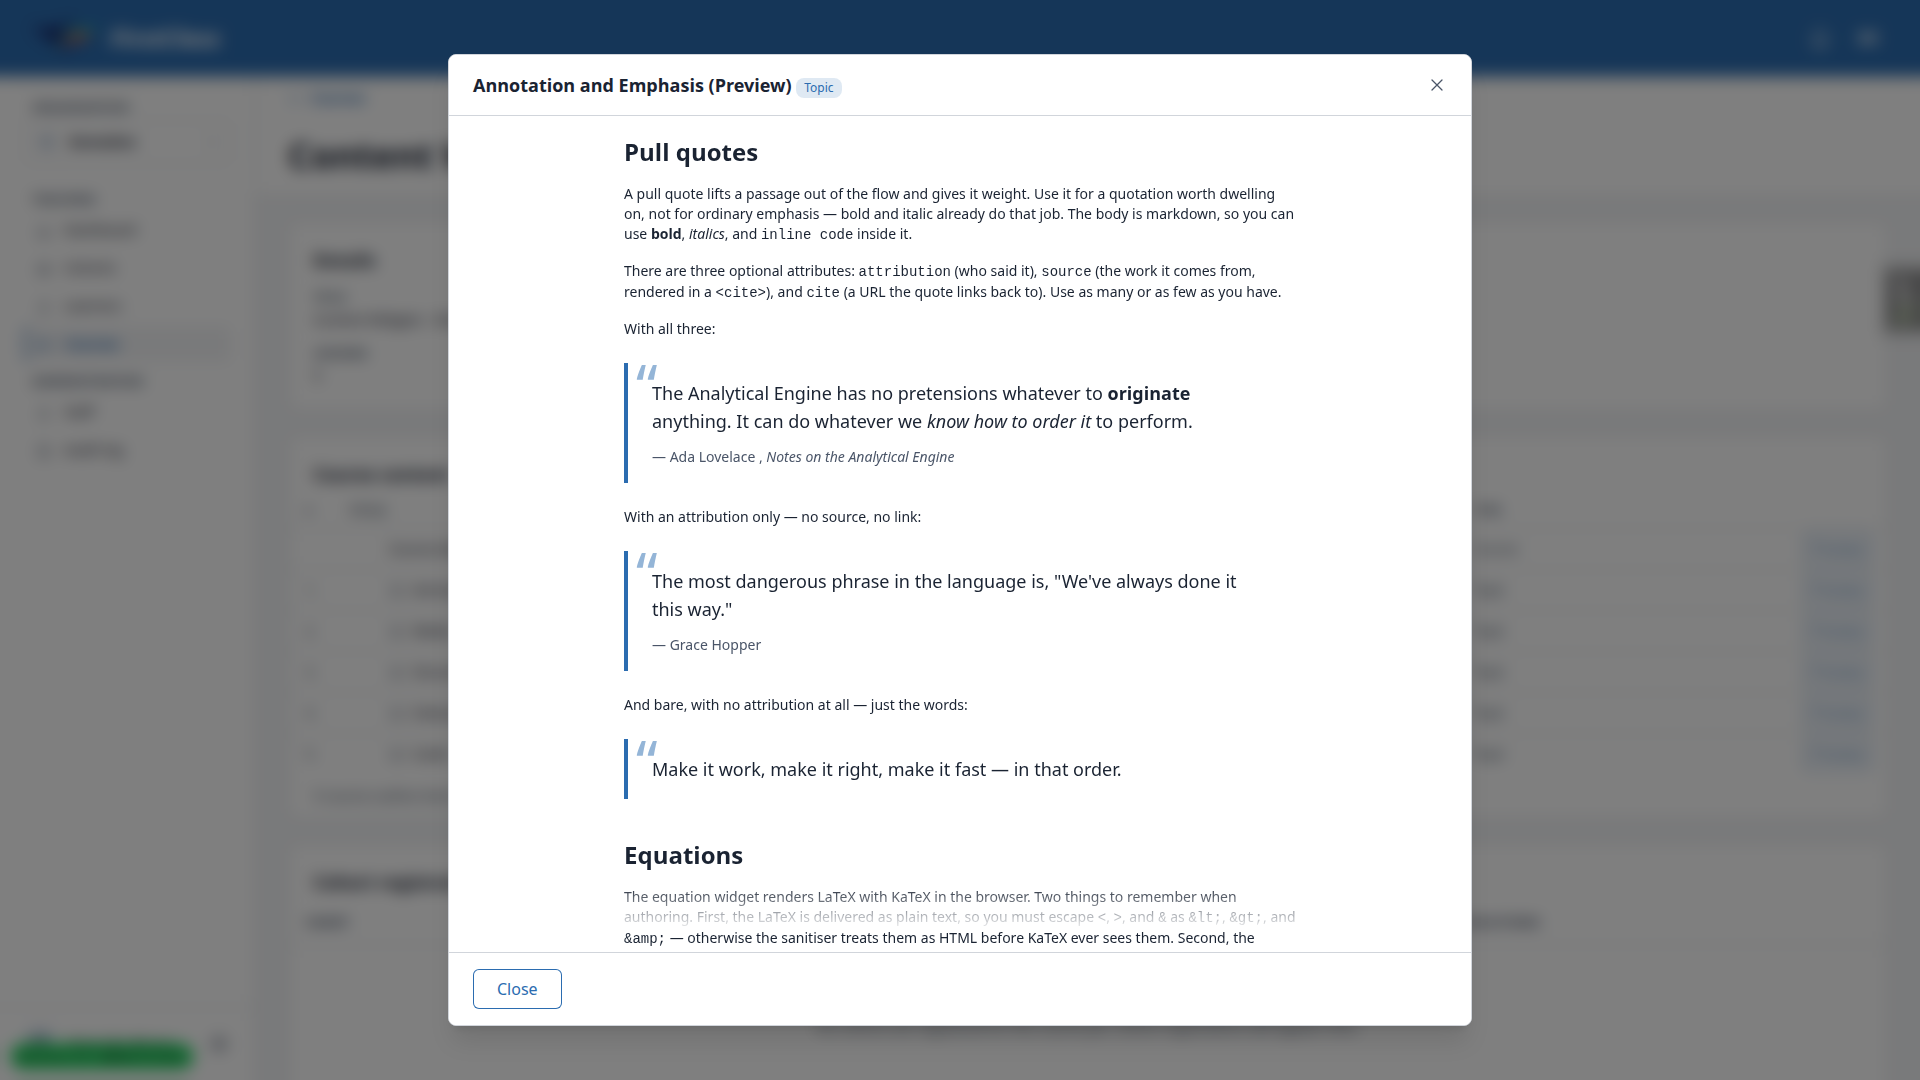 Annotation and Emphasis (Preview) Topic
Pull quotes
A pull quote lifts a passage out of the flow and gives it weight. Use it for a quotation worth dwelling
on, not for ordinary emphasis — bold and italic already do that job. The body is markdown, so you can
use bold, italics, and inline code inside it.
There are three optional attributes: attribution (who said it), source (the work it comes from,
rendered in a <cite>), and cite (a URL the quote links back to). Use as many or as few as you have.
With all three:
“
The Analytical Engine has no pretensions whatever to originate
anything. It can do whatever we know how to order it to perform.
— Ada Lovelace , Notes on the Analytical Engine
With an attribution only — no source, no link:
“
The most dangerous phrase in the language is, "We've always done it
this way."
— Grace Hopper
And bare, with no attribution at all — just the words:
“
Make it work, make it right, make it fast — in that order.
Equations
The equation widget renders LaTeX with KaTeX in the browser. Two things to remember when
authoring. First, the LaTeX is delivered as plain text, so you must escape <, >, and & as &lt;, &gt;, and
&amp; — otherwise the sanitiser treats them as HTML before KaTeX ever sees them. Second, the
Close